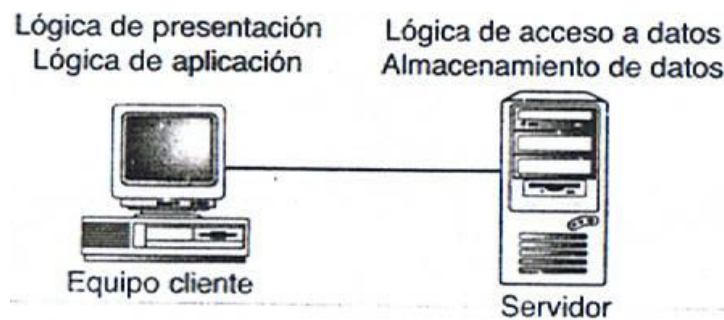 Lógica de presentación
Lógica de aplicación
Lógica de acceso a datos
Almacenamiento de datos
Equipo cliente
Servidor